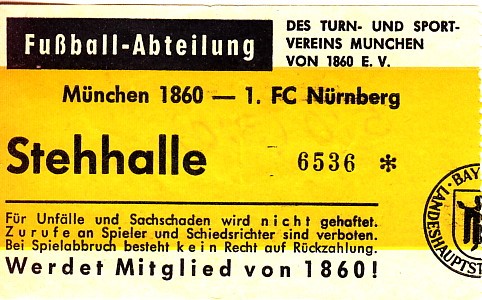 Fußball-Abteilung
DES TURN- UND SPORT-
VEREINS MUNCHEN
VON 1860 E. V.
München 1860 — 1. FC Nürnberg
Stehhalle
6536 *
Für Unfälle und Sachschaden wird nicht gehaftet.
Zurufe an Spieler und Schiedsrichter sind verboten.
Bei Spielabbruch besteht kein Recht auf Rückzahlung.
Werdet Mitglied von 1860!